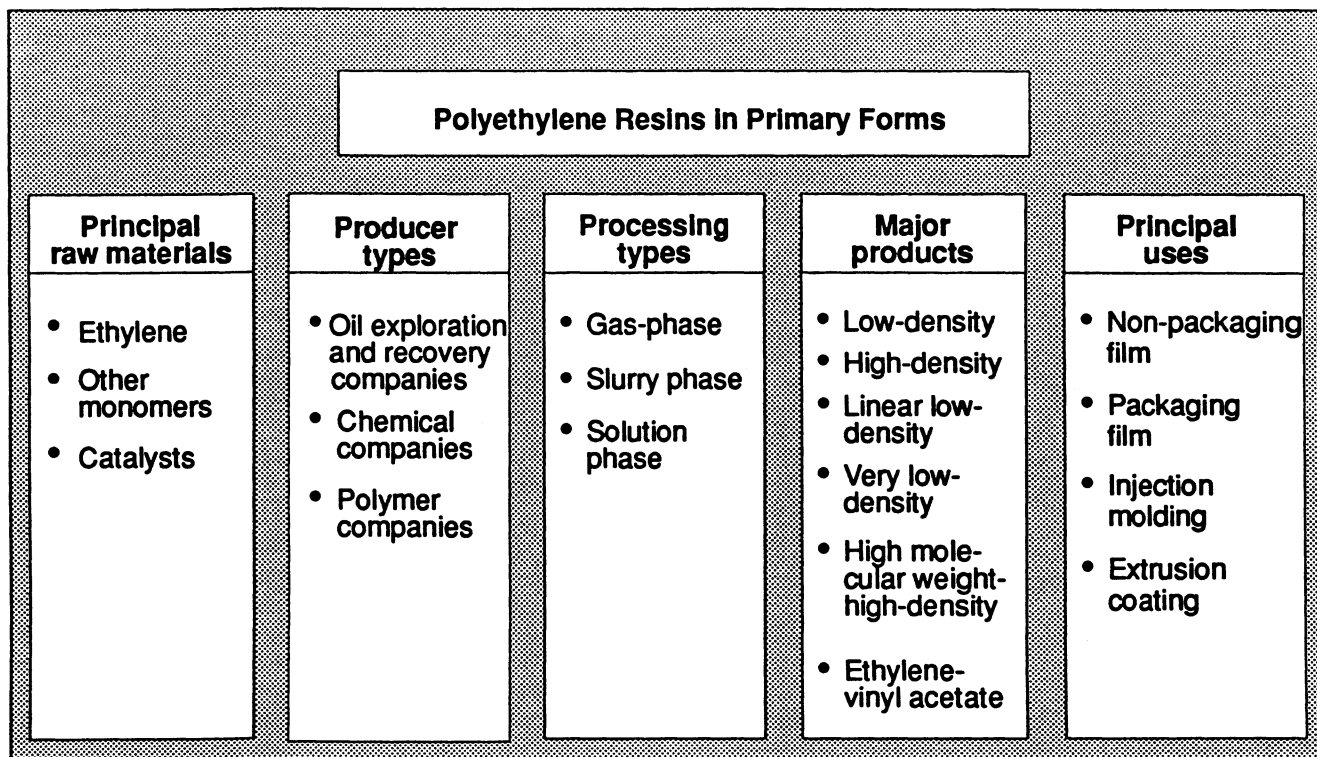 Polyethylene Resins in Primary Forms
Principal
raw materials
• Ethylene
• Other
monomers
• Catalysts
Producer
types
• Oil exploration
and recovery
companies
• Chemical
companies
• Polymer
companies
Processing
types
• Gas-phase
• Slurry phase
• Solution
phase
Major
products
• Low-density
• High-density
• Linear low-
density
• Very low-
density
• High mole-
cular weight-
high-density
• Ethylene-
vinyl acetate
Principal
uses
• Non-packaging
film
• Packaging
film
• Injection
molding
• Extrusion
coating